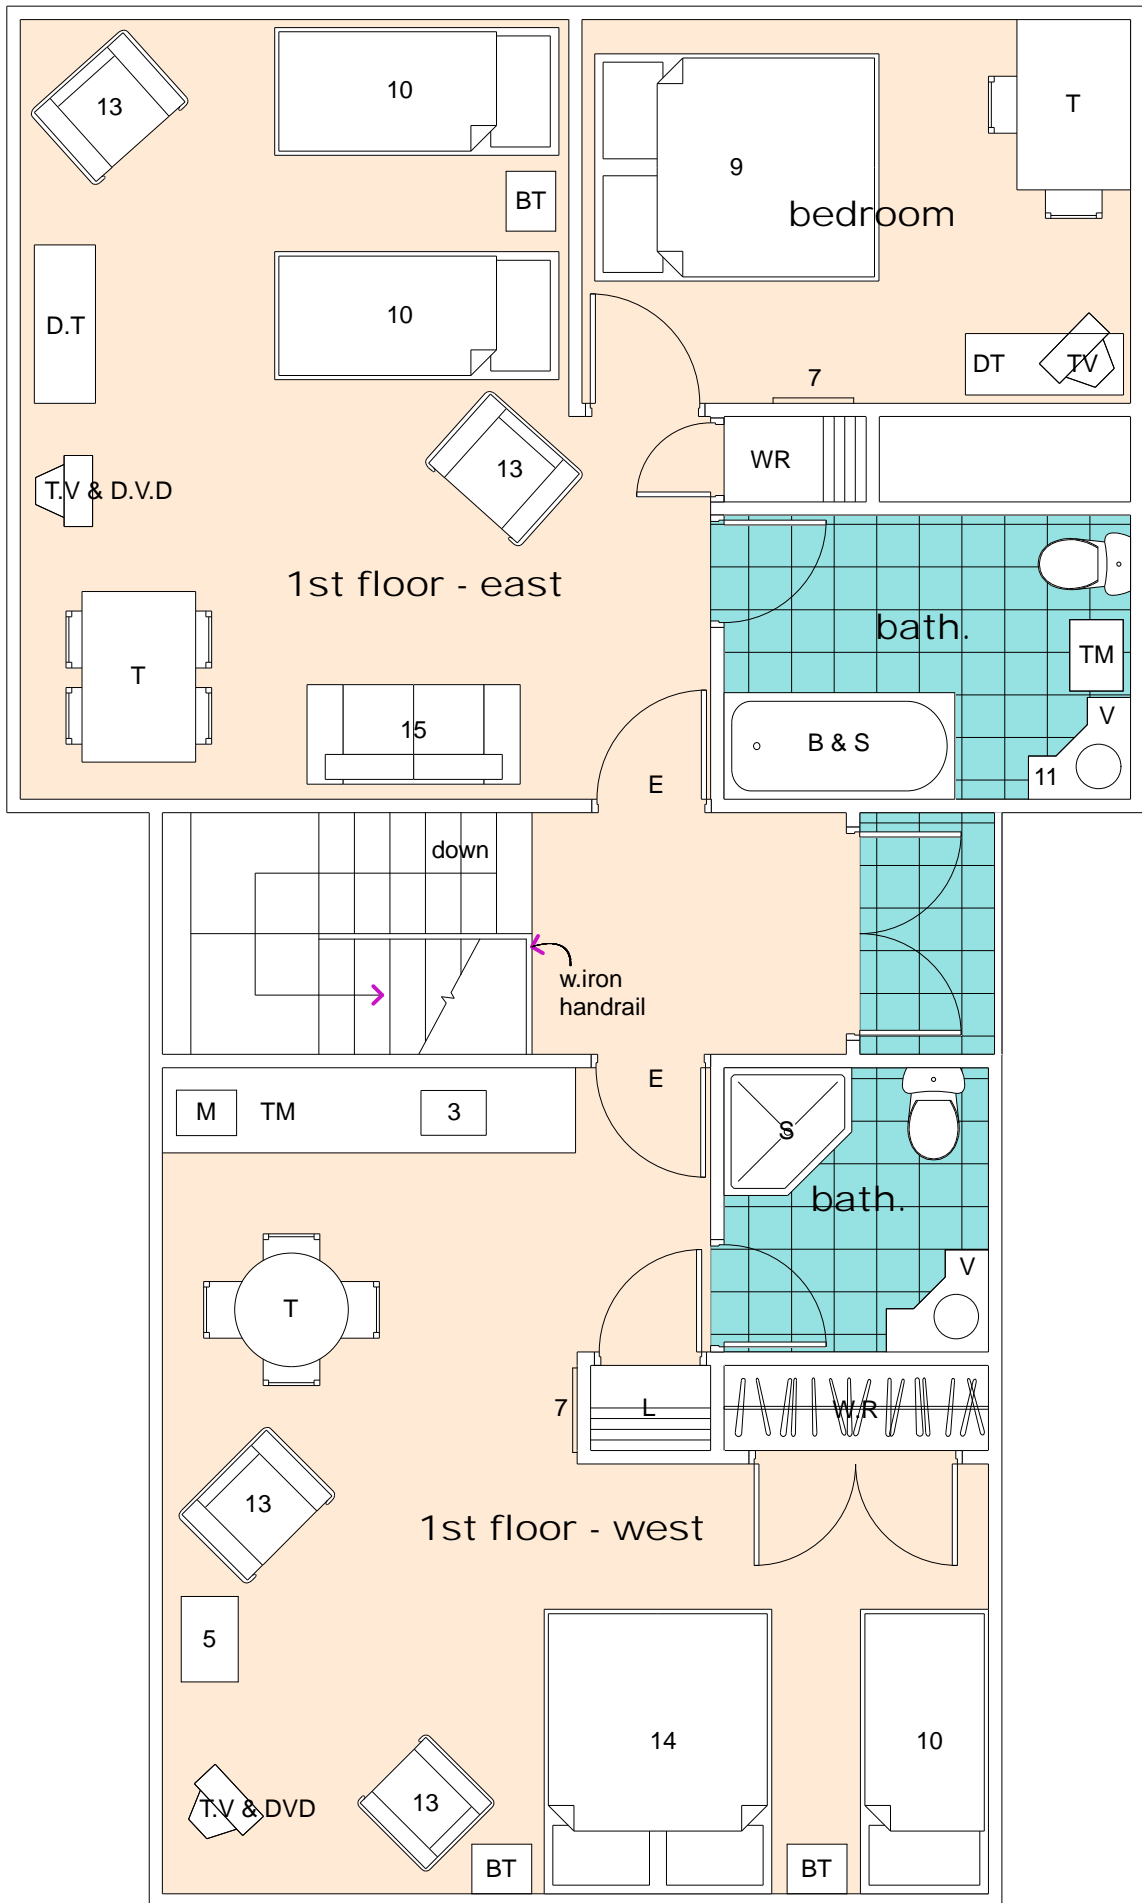 13
10
T
9
BT
bedroom
D.T
10
DT
TV
7
WR
13
T.V & D.V.D
1st floor - east
bath.
TM
T
15
B & S
V
11
E
down
w.iron
handrail
E
M
TM
3
S
bath.
V
T
7
L
W.R
13
1st floor - west
5
14
10
T.V & DVD
13
BT
BT